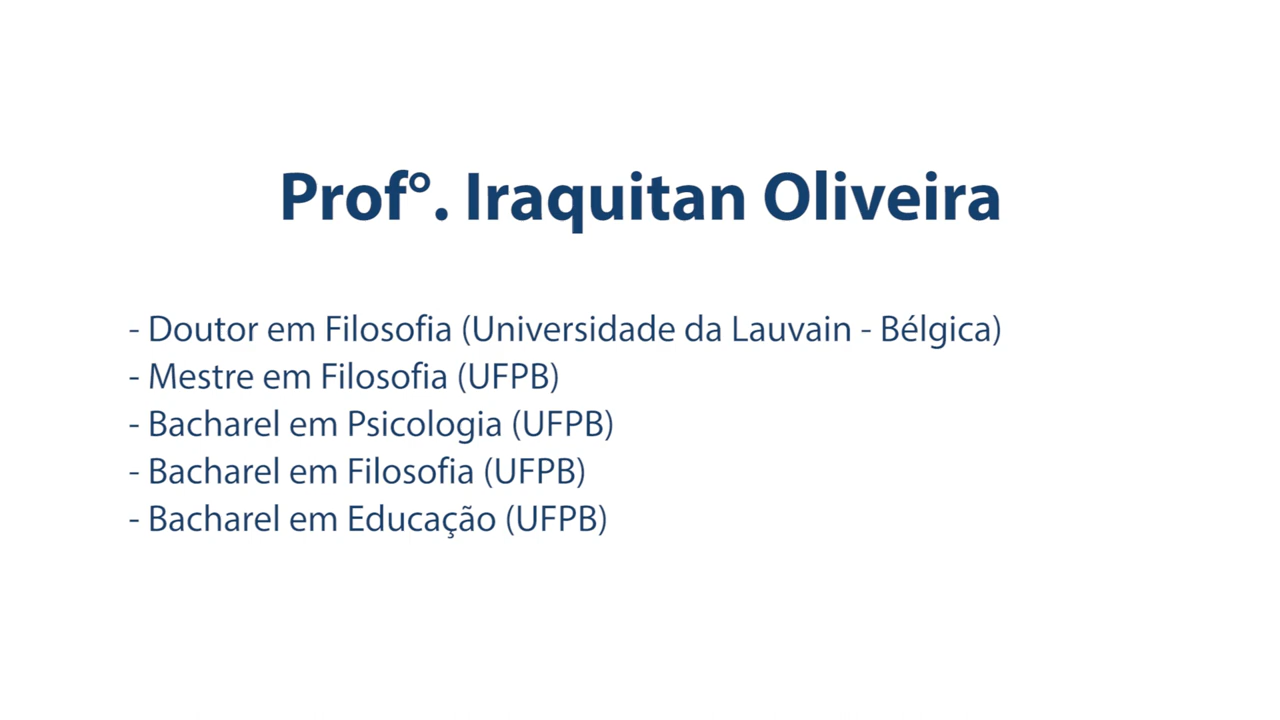 Profº. Iraquitan Oliveira
- Doutor em Filosofia (Universidade da Lauvain - Bélgica)
- Mestre em Filosofia (UFPB)
- Bacharel em Psicologia (UFPB)
- Bacharel em Filosofia (UFPB)
- Bacharel em Educação (UFPB)